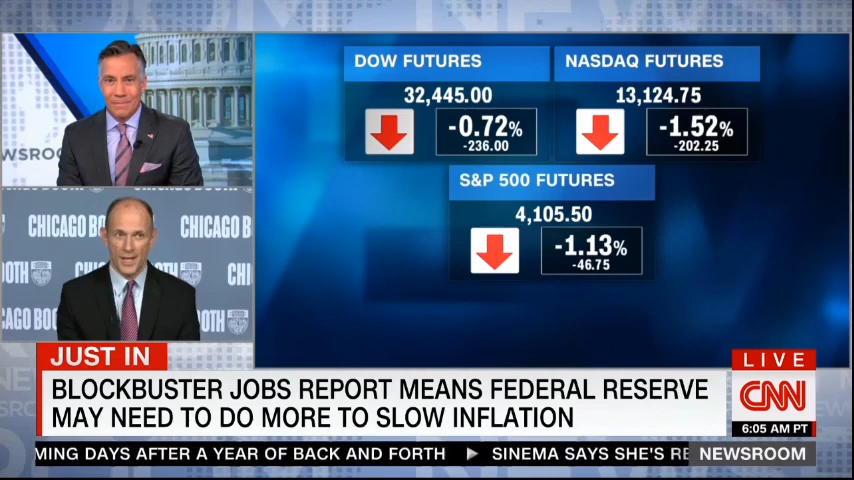 DOW FUTURES
32,445.00
-0.72%
-236.00
NASDAQ FUTURES
13,124.75
-1.52%
-202.25
S&P 500 FUTURES
4,105.50
-1.13%
-46.75
CHICAGO BOOTH
JUST IN
BLOCKBUSTER JOBS REPORT MEANS FEDERAL RESERVE
MAY NEED TO DO MORE TO SLOW INFLATION
LIVE
CNN
6:05 AM PT
MING DAYS AFTER A YEAR OF BACK AND FORTH ▶ SINEMA SAYS SHE'S RE
NEWSROOM